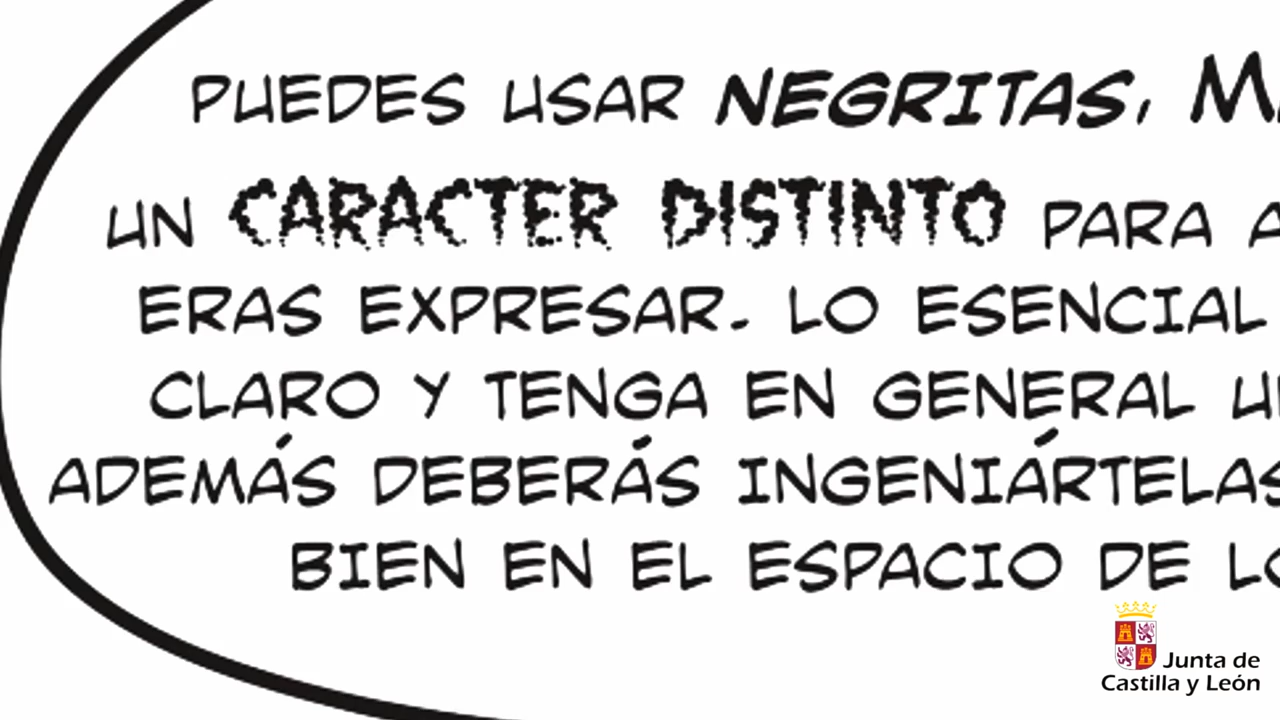 PUEDES USAR NEGRITAS,
UN CARACTER DISTINTO PARA
ERAS EXPRESAR. LO ESENCIAL
CLARO Y TENGA EN GENERAL
ADEMÁS DEBERÁS INGENIÁRTELAS
BIEN EN EL ESPACIO DE
Junta de
Castilla y León